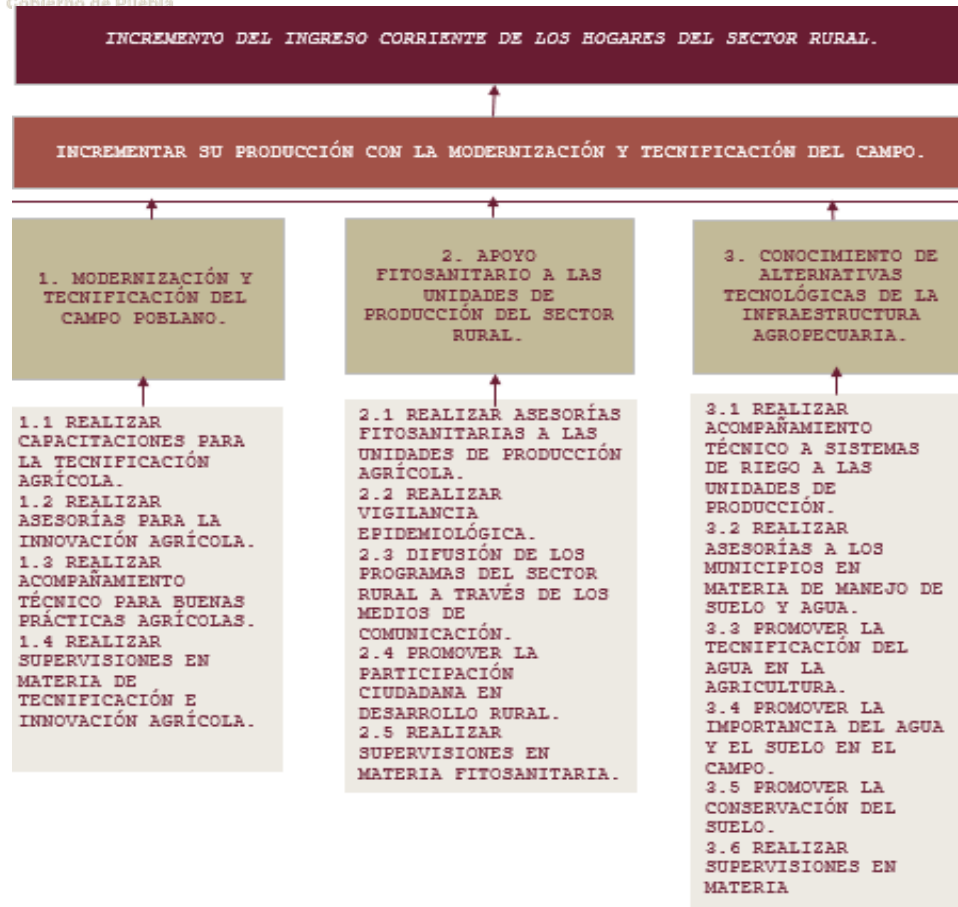 Gobierno de Puebla
INCREMENTO DEL INGRESO CORRIENTE DE LOS HOGARES DEL SECTOR RURAL.
INCREMENTAR SU PRODUCCIÓN CON LA MODERNIZACIÓN Y TECNIFICACIÓN DEL CAMPO.
1. MODERNIZACIÓN Y
TECNIFICACIÓN DEL
CAMPO POBLANO.
2. APOYO
FITOSANITARIO A LAS
UNIDADES DE
PRODUCCIÓN DEL SECTOR
RURAL.
3. CONOCIMIENTO DE
ALTERNATIVAS
TECNOLÓGICAS DE LA
INFRAESTRUCTURA
AGROPECUARIA.
1.1 REALIZAR
CAPACITACIONES PARA
LA TECNIFICACIÓN
AGRÍCOLA.
1.2 REALIZAR
ASESORÍAS PARA LA
INNOVACIÓN AGRÍCOLA.
1.3 REALIZAR
ACOMPAÑAMIENTO
TÉCNICO PARA BUENAS
PRÁCTICAS AGRÍCOLAS.
1.4 REALIZAR
SUPERVISIONES EN
MATERIA DE
TECNIFICACIÓN E
INNOVACIÓN AGRÍCOLA.
2.1 REALIZAR ASESORÍAS
FITOSANITARIAS A LAS
UNIDADES DE PRODUCCIÓN
AGRÍCOLA.
2.2 REALIZAR
VIGILANCIA
EPIDEMIOLÓGICA.
2.3 DIFUSIÓN DE LOS
PROGRAMAS DEL SECTOR
RURAL A TRAVÉS DE LOS
MEDIOS DE
COMUNICACIÓN.
2.4 PROMOVER LA
PARTICIPACIÓN
CIUDADANA EN
DESARROLLO RURAL.
2.5 REALIZAR
SUPERVISIONES EN
MATERIA FITOSANITARIA.
3.1 REALIZAR
ACOMPAÑAMIENTO
TÉCNICO A SISTEMAS
DE RIEGO A LAS
UNIDADES DE
PRODUCCIÓN.
3.2 REALIZAR
ASESORÍAS A LOS
MUNICIPIOS EN
MATERIA DE MANEJO DE
SUELO Y AGUA.
3.3 PROMOVER LA
TECNIFICACIÓN DEL
AGUA EN LA
AGRICULTURA.
3.4 PROMOVER LA
IMPORTANCIA DEL AGUA
Y EL SUELO EN EL
CAMPO.
3.5 PROMOVER LA
CONSERVACIÓN DEL
SUELO.
3.6 REALIZAR
SUPERVISIONES EN
MATERIA